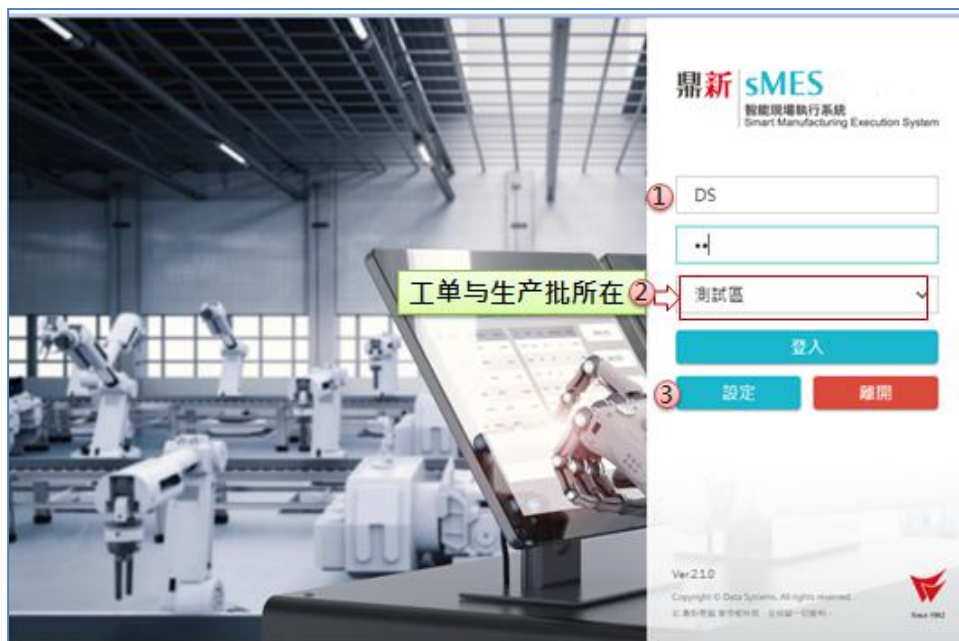 鼎新 sMES
智能現場執行系統
Smart Manufacturing Execution System
① DS
••
工单与生产批所在 ② 測試區
登入
③ 設定 離開
Ver.2.1.0
Copyright © Data Systems. All rights reserved.
Since 1982